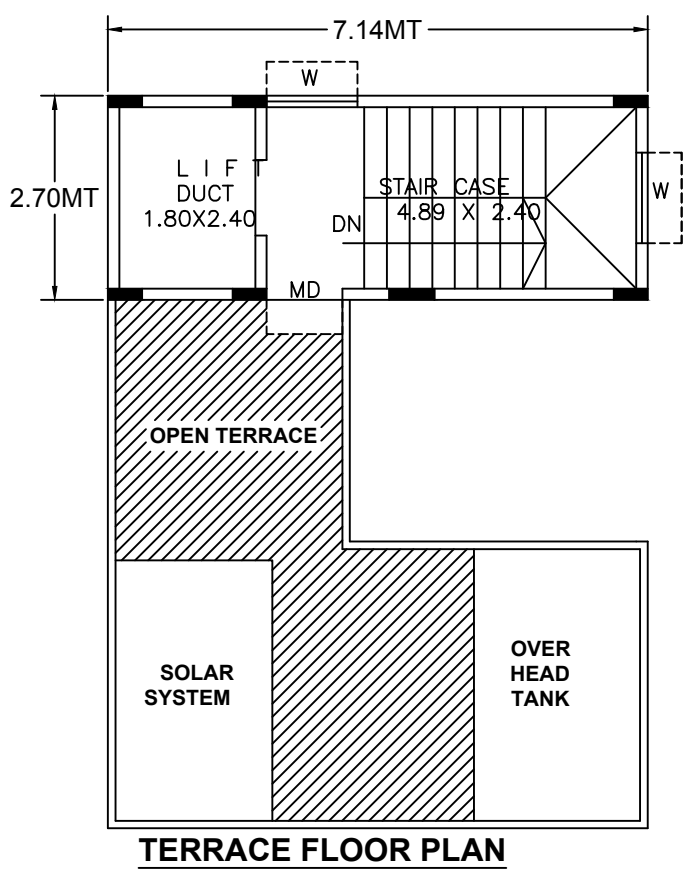 7.14MT
W
2.70MT
LIFT
DUCT
1.80X2.40
STAIR CASE
4.89 X 2.40
W
DN
MD
OPEN TERRACE
SOLAR
SYSTEM
OVER
HEAD
TANK
TERRACE FLOOR PLAN